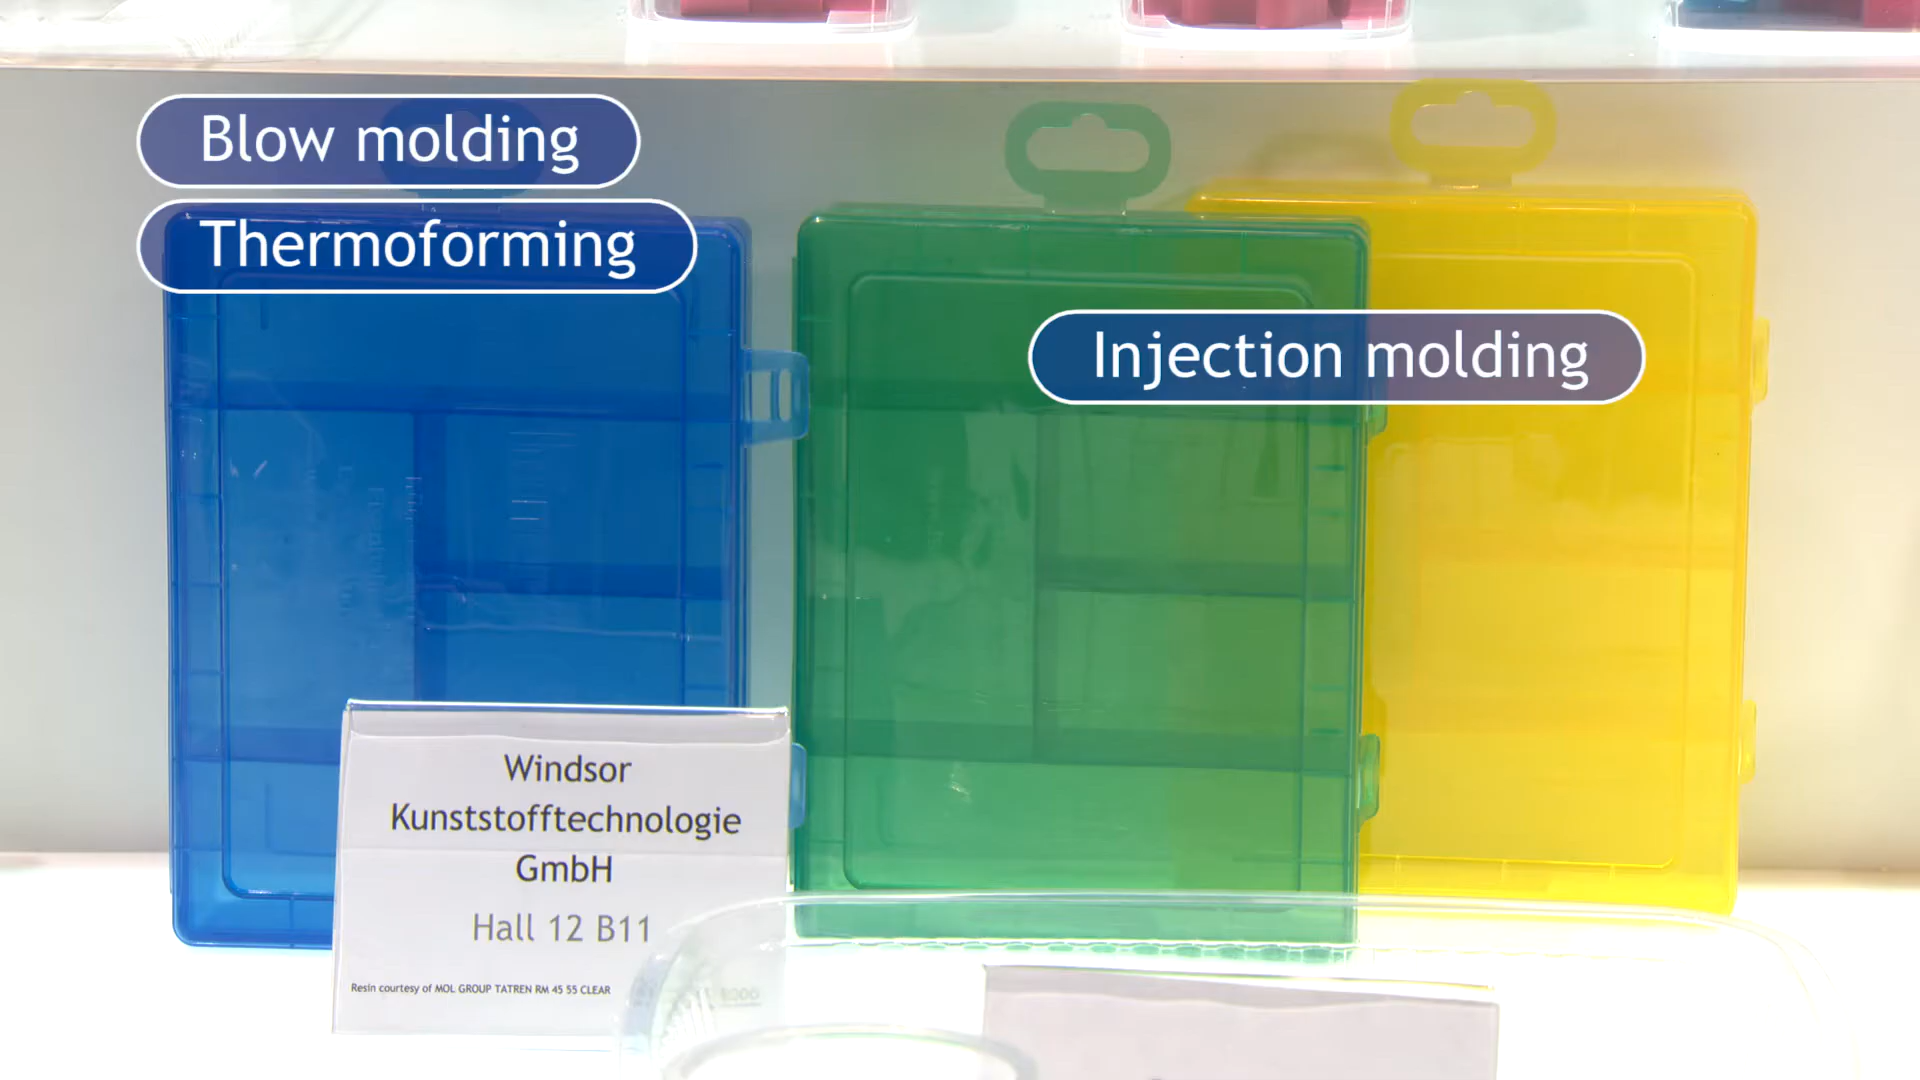 Blow molding
Thermoforming
Injection molding
Windsor
Kunststofftechnologie
GmbH
Hall 12 B11
Resin courtesy of MOL GROUP TATREN RM 45 55 CLEAR